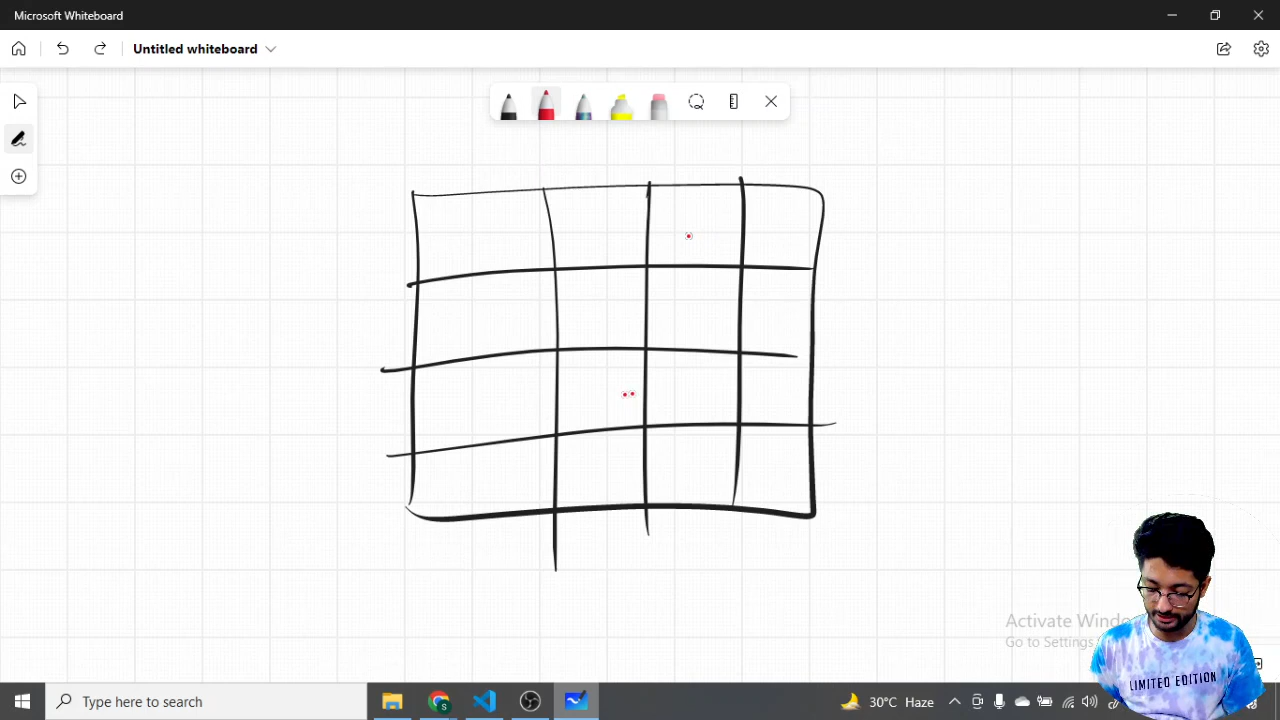 Microsoft Whiteboard
Untitled whiteboard
Activate Windo
Go to Settings
LIMITED EDITION
Type here to search
30°C Haze